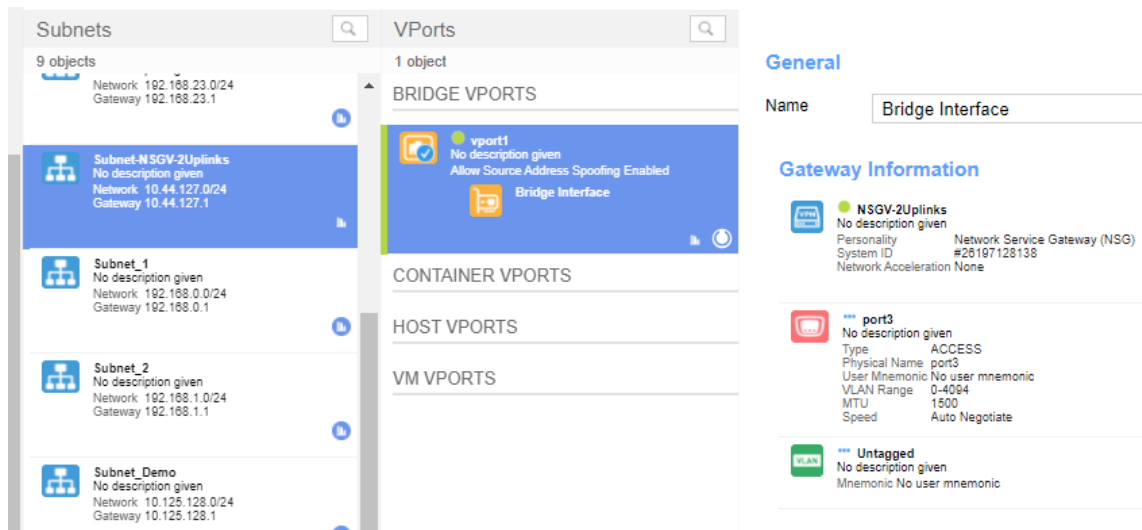 Subnets
9 objects
Network 192.168.23.0/24
Gateway 192.168.23.1
Subnet-NSGV-2Uplinks
No description given
Network 10.44.127.0/24
Gateway 10.44.127.1
Subnet_1
No description given
Network 192.168.0.0/24
Gateway 192.168.0.1
Subnet_2
No description given
Network 192.168.1.0/24
Gateway 192.168.1.1
Subnet_Demo
No description given
Network 10.125.128.0/24
Gateway 10.125.128.1
VPorts
1 object
BRIDGE VPORTS
vport1
No description given
Allow Source Address Spoofing Enabled
Bridge Interface
CONTAINER VPORTS
HOST VPORTS
VM VPORTS
General
Name Bridge Interface
Gateway Information
VPN
NSGV-2Uplinks
No description given
Personality Network Service Gateway (NSG)
System ID #26197128138
Network Acceleration None
port3
No description given
Type ACCESS
Physical Name port3
User Mnemonic No user mnemonic
VLAN Range 0-4094
MTU 1500
Speed Auto Negotiate
VLAN
Untagged
No description given
Mnemonic No user mnemonic